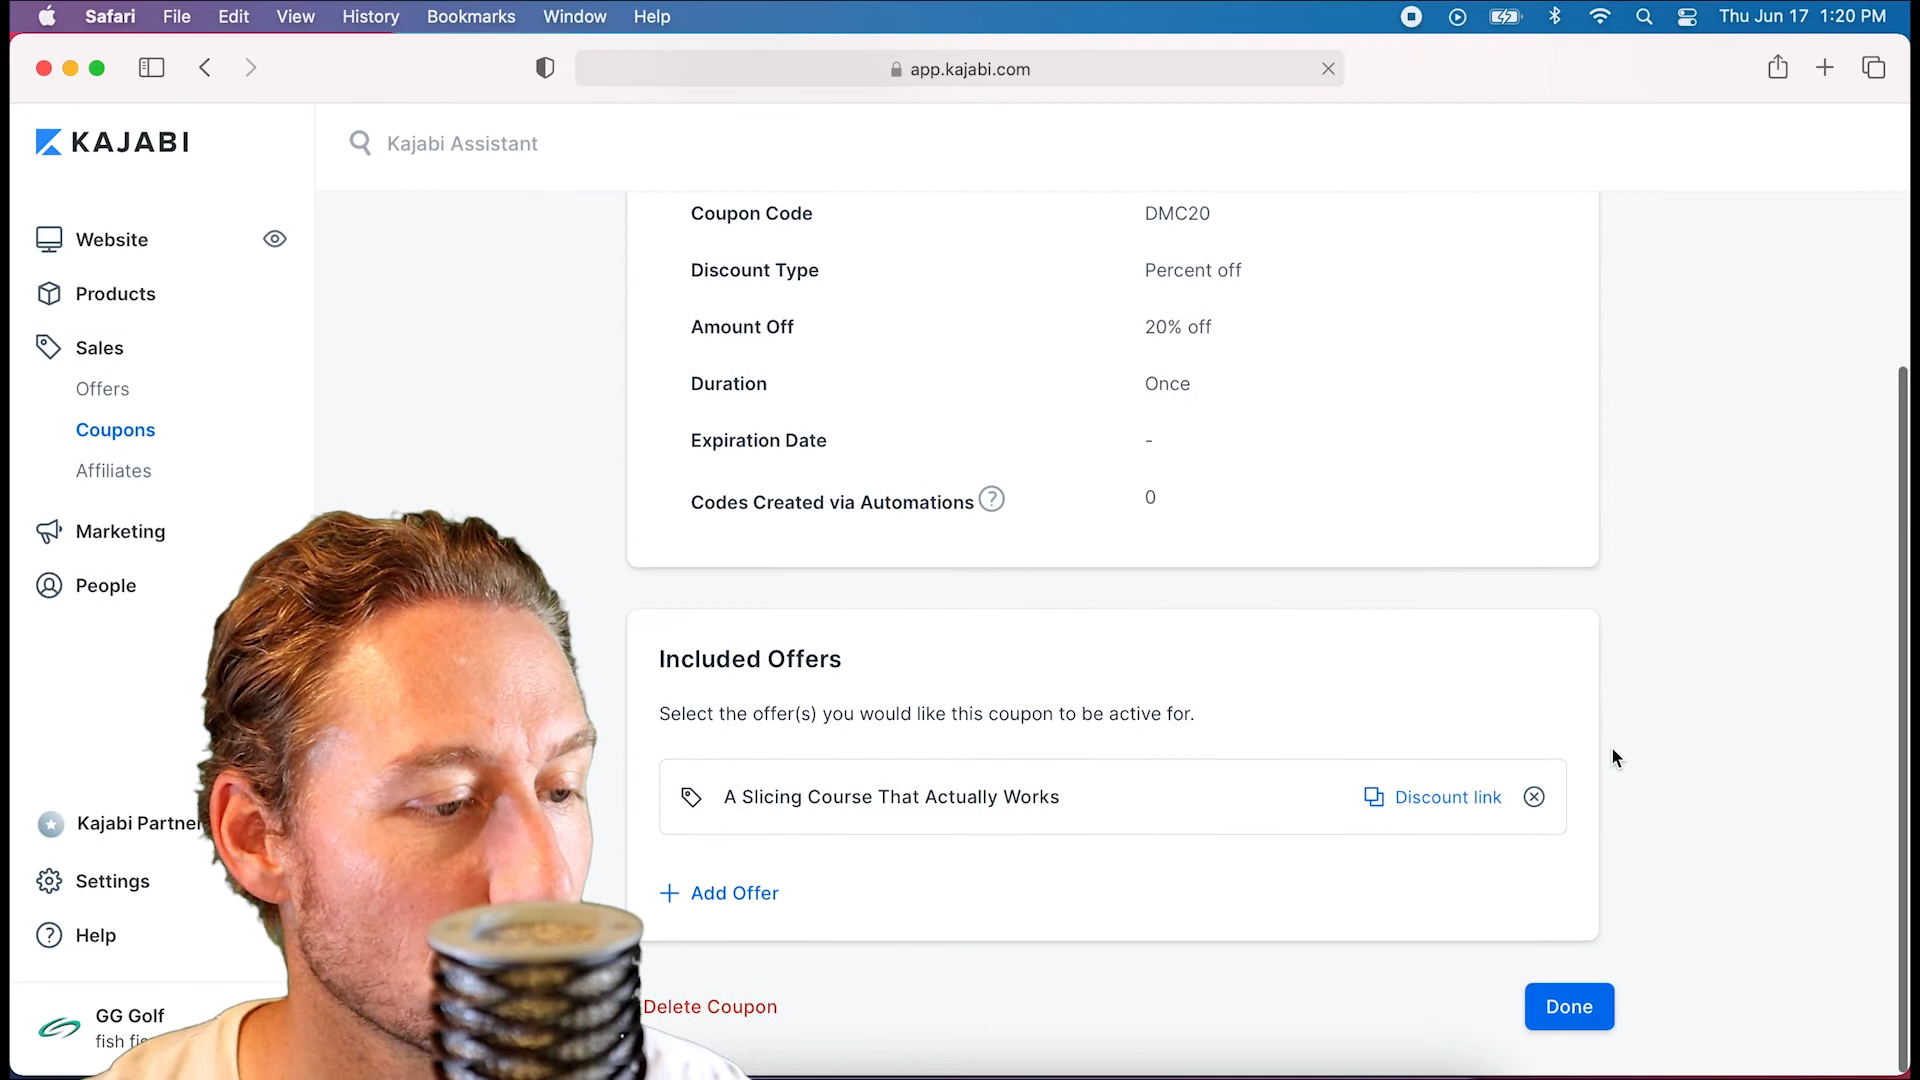 Safari File Edit View History Bookmarks Window Help Thu Jun 17 1:20 PM
app.kajabi.com
KAJABI
Kajabi Assistant
Website
Products
Sales
Offers
Coupons
Affiliates
Marketing
People
Kajabi Partner
Settings
Help
GG Golf
fish
Coupon Code DMC20
Discount Type Percent off
Amount Off 20% off
Duration Once
Expiration Date -
Codes Created via Automations ? 0
Included Offers
Select the offer(s) you would like this coupon to be active for.
A Slicing Course That Actually Works Discount link
+ Add Offer
Delete Coupon
Done